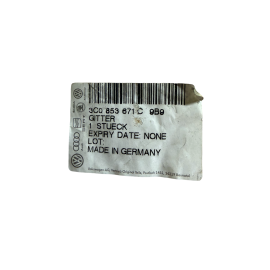 3C0 853 671 C 9B9
GITTER
1 STUECK
EXPIRY DATE: NONE
LOT:
MADE IN GERMANY